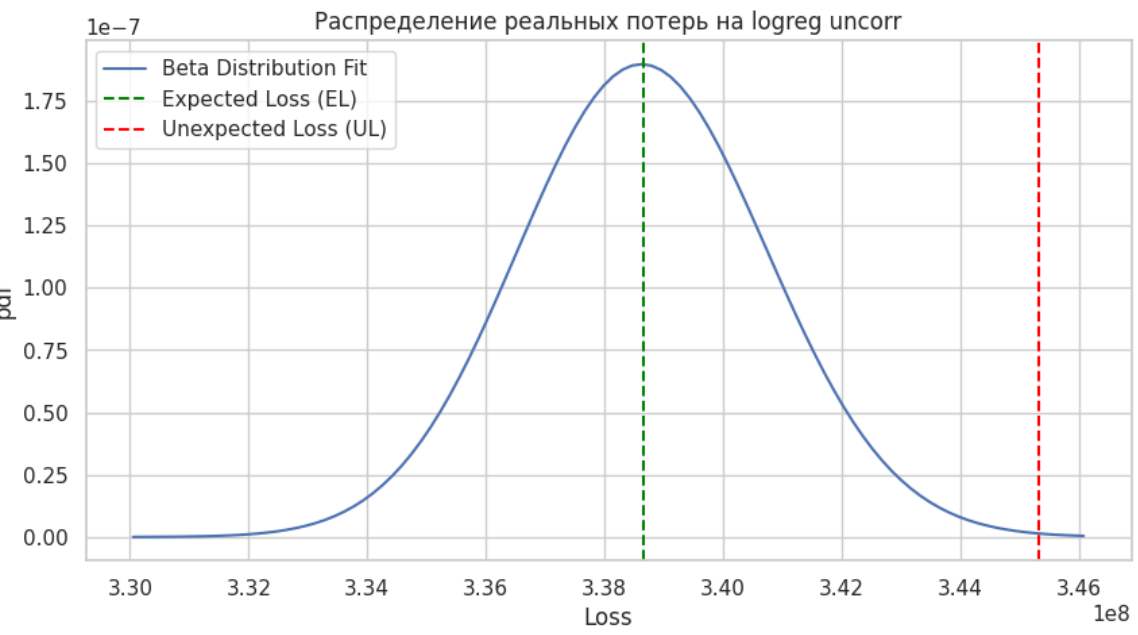 Распределение реальных потерь на logreg uncorr
1e−7
Beta Distribution Fit
Expected Loss (EL)
Unexpected Loss (UL)
1.75
1.50
1.25
1.00
0.75
0.50
0.25
0.00
pdf
3.30 3.32 3.34 3.36 3.38 3.40 3.42 3.44 3.46
1e8
Loss